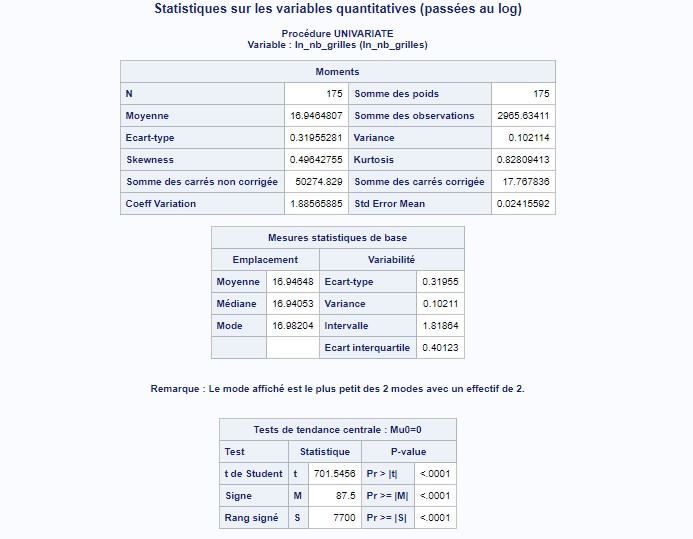 Statistiques sur les variables quantitatives (passées au log)
Procédure UNIVARIATE
Variable : ln_nb_grilles (ln_nb_grilles)
Moments
N 175 Somme des poids 175
Moyenne 16.9464807 Somme des observations 2965.63411
Ecart-type 0.31955281 Variance 0.102114
Skewness 0.49642755 Kurtosis 0.82809413
Somme des carrés non corrigée 50274.829 Somme des carrés corrigée 17.767836
Coeff Variation 1.88565885 Std Error Mean 0.02415592
Mesures statistiques de base
Emplacement Variabilité
Moyenne 16.94648 Ecart-type 0.31955
Médiane 16.94053 Variance 0.10211
Mode 16.98204 Intervalle 1.81864
Ecart interquartile 0.40123
Remarque : Le mode affiché est le plus petit des 2 modes avec un effectif de 2.
Tests de tendance centrale : Mu0=0
Test Statistique P-value
t de Student t 701.5456 Pr > |t| <.0001
Signe M 87.5 Pr >= |M| <.0001
Rang signé S 7700 Pr >= |S| <.0001